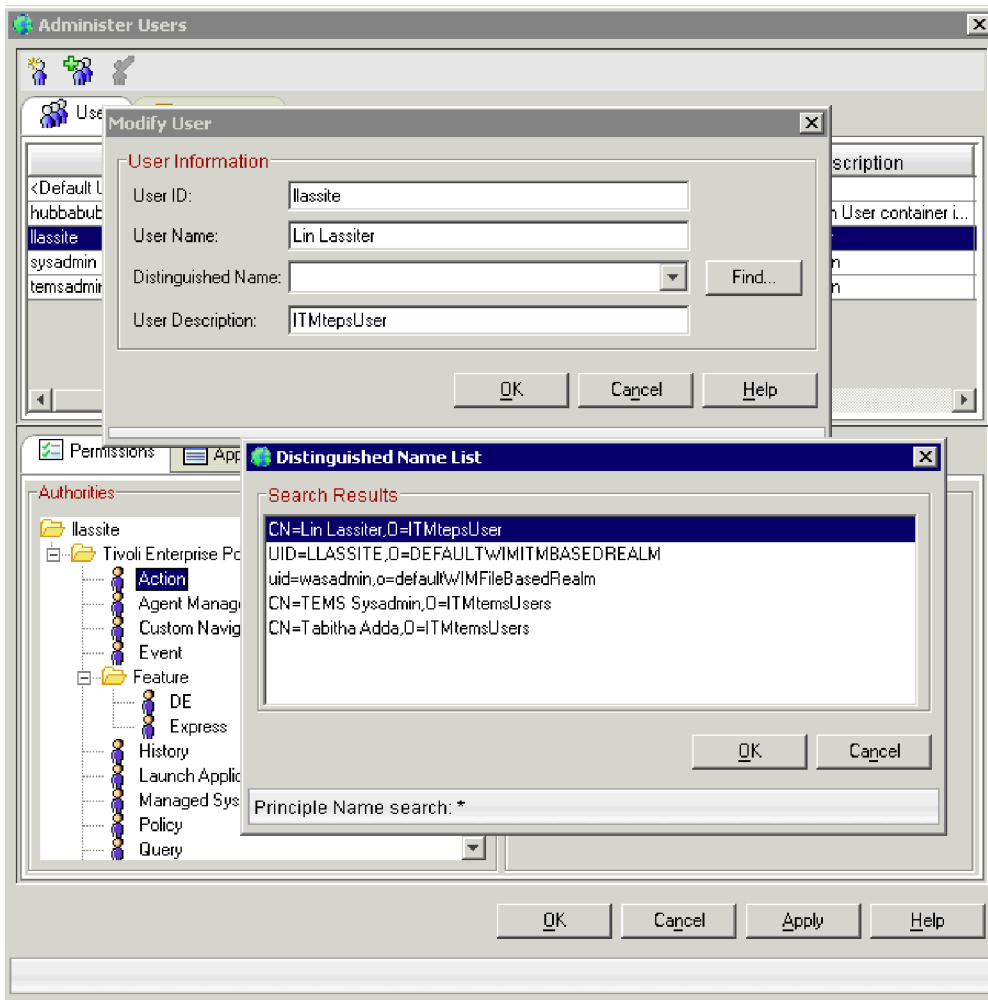 Administer Users
Use
Modify User
User Information
User ID: llassite
User Name: Lin Lassiter
Distinguished Name: Find...
User Description: ITMtepsUser
OK Cancel Help
scription
<Default U
hubbabub n User container i...
llassite
sysadmin n
temsadmin n
Permissions App
Authorities
llassite
Tivoli Enterprise Po
Action
Agent Manag
Custom Navig
Event
Feature
DE
Express
History
Launch Applic
Managed Sys
Policy
Query
Distinguished Name List
Search Results
CN=Lin Lassiter,O=ITMtepsUser
UID=LLASSITE,O=DEFAULTWIMITMBASEDREALM
uid=wasadmin,o=defaultWIMFileBasedRealm
CN=TEMS Sysadmin,O=ITMtemsUsers
CN=Tabitha Adda,O=ITMtemsUsers
OK Cancel
Principle Name search: *
OK Cancel Apply Help